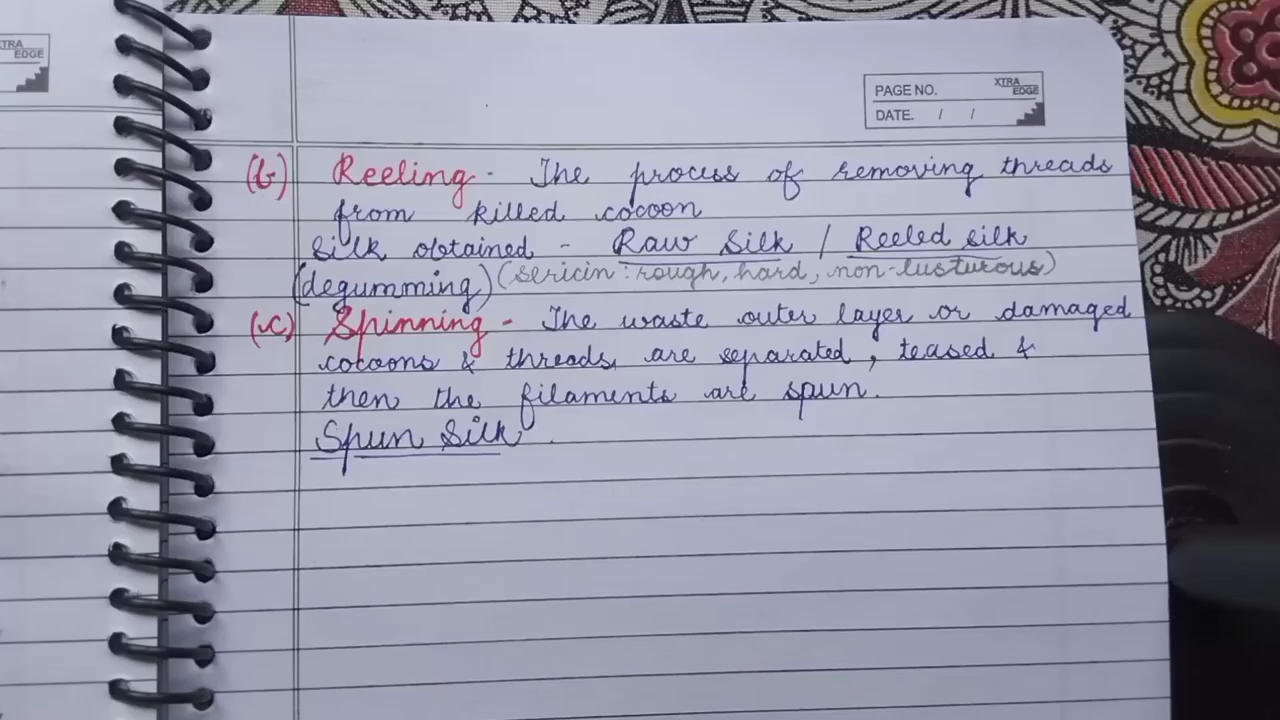 XTRA
EDGE
PAGE NO.
XTRA
EDGE
DATE. / /
(b) Reeling - The process of removing threads
from killed cocoon
Silk obtained - Raw Silk / Reeled silk
(degumming) (sericin : rough, hard, non-lusturous)
(c) Spinning - The waste outer layer or damaged
cocoons & threads are separated, teased &
then the filaments are spun.
Spun Silk.